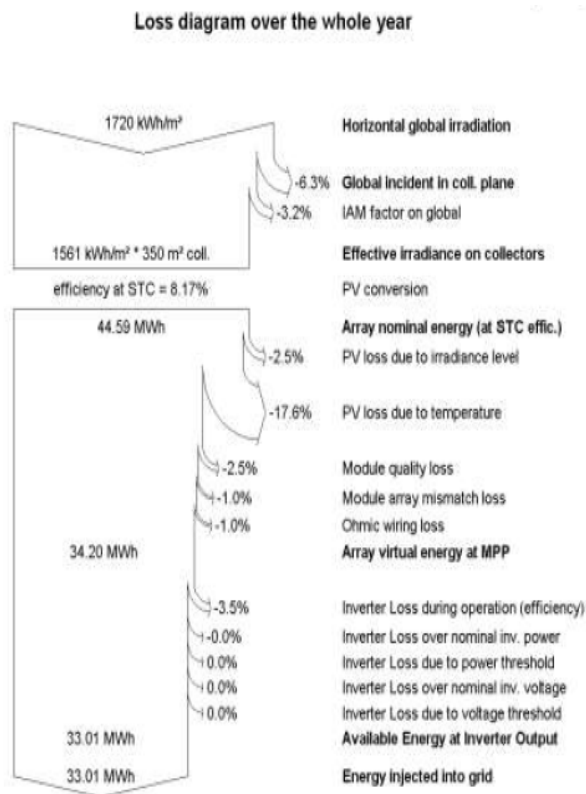 Loss diagram over the whole year
1720 kWh/m² Horizontal global irradiation
-6.3% Global incident in coll. plane
-3.2% IAM factor on global
1561 kWh/m² * 350 m² coll. Effective irradiance on collectors
efficiency at STC = 8.17% PV conversion
44.59 MWh Array nominal energy (at STC effic.)
-2.5% PV loss due to irradiance level
-17.6% PV loss due to temperature
-2.5% Module quality loss
-1.0% Module array mismatch loss
-1.0% Ohmic wiring loss
34.20 MWh Array virtual energy at MPP
-3.5% Inverter Loss during operation (efficiency)
-0.0% Inverter Loss over nominal inv. power
0.0% Inverter Loss due to power threshold
0.0% Inverter Loss over nominal inv. voltage
0.0% Inverter Loss due to voltage threshold
33.01 MWh Available Energy at Inverter Output
33.01 MWh Energy injected into grid